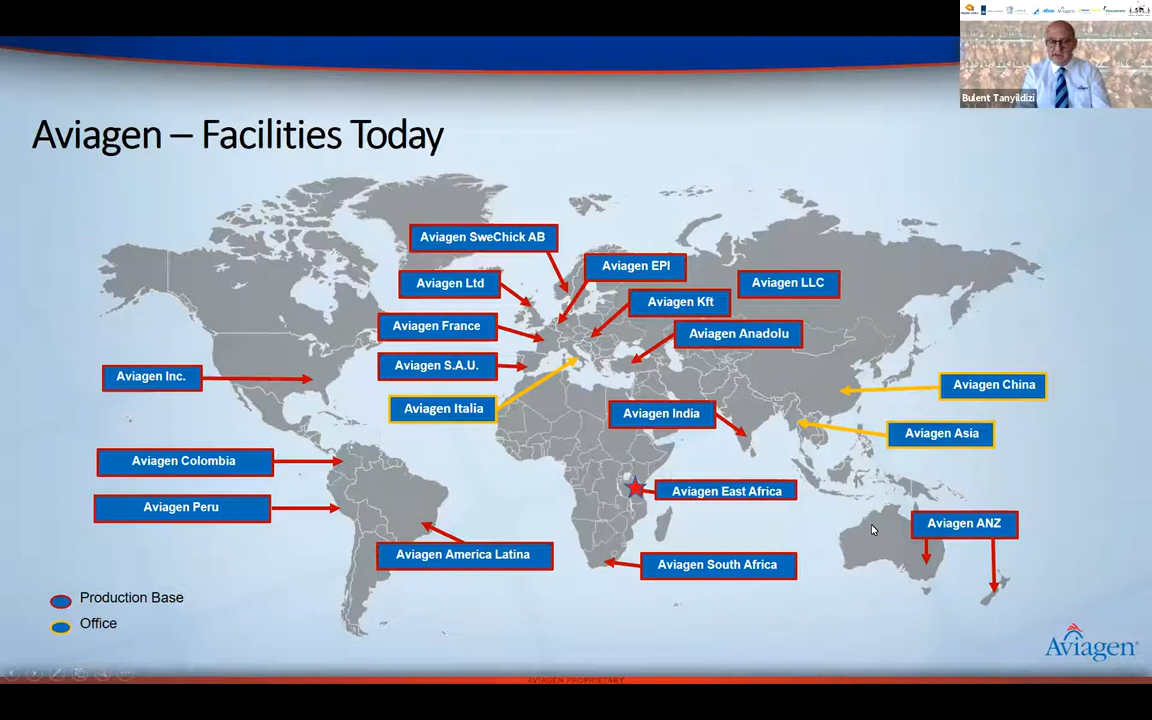 Bulent Tanyildizi
Aviagen – Facilities Today
Aviagen SweChick AB
Aviagen EPI
Aviagen Ltd
Aviagen LLC
Aviagen Kft
Aviagen France
Aviagen Anadolu
Aviagen S.A.U.
Aviagen Inc.
Aviagen China
Aviagen Italia
Aviagen India
Aviagen Asia
Aviagen Colombia
Aviagen East Africa
Aviagen Peru
Aviagen ANZ
Aviagen America Latina
Aviagen South Africa
Production Base
Office
Aviagen
AVIAGEN PROPRIETARY